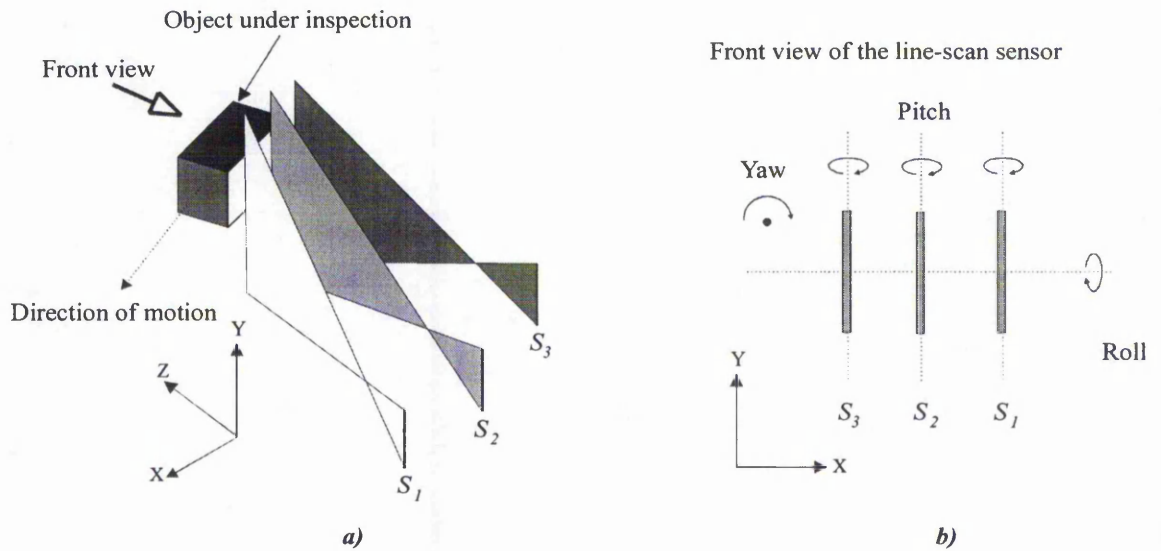 Object under inspection
Front view
Direction of motion
Y
Z
X
S3
S2
S1
a)
Front view of the line-scan sensor
Pitch
Yaw
Roll
Y
S3 S2 S1
X
b)